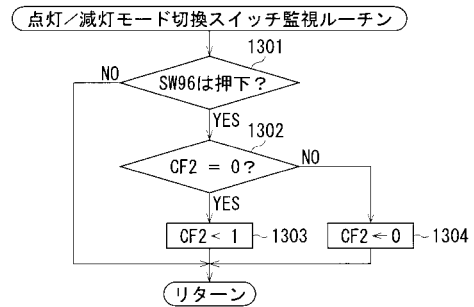 点灯/減灯モード切換スイッチ監視ルーチン
1301
SW96は押下?
NO
YES
1302
CF2 = 0?
NO
YES
CF2 < 1
1303
CF2 ← 0
1304
リターン